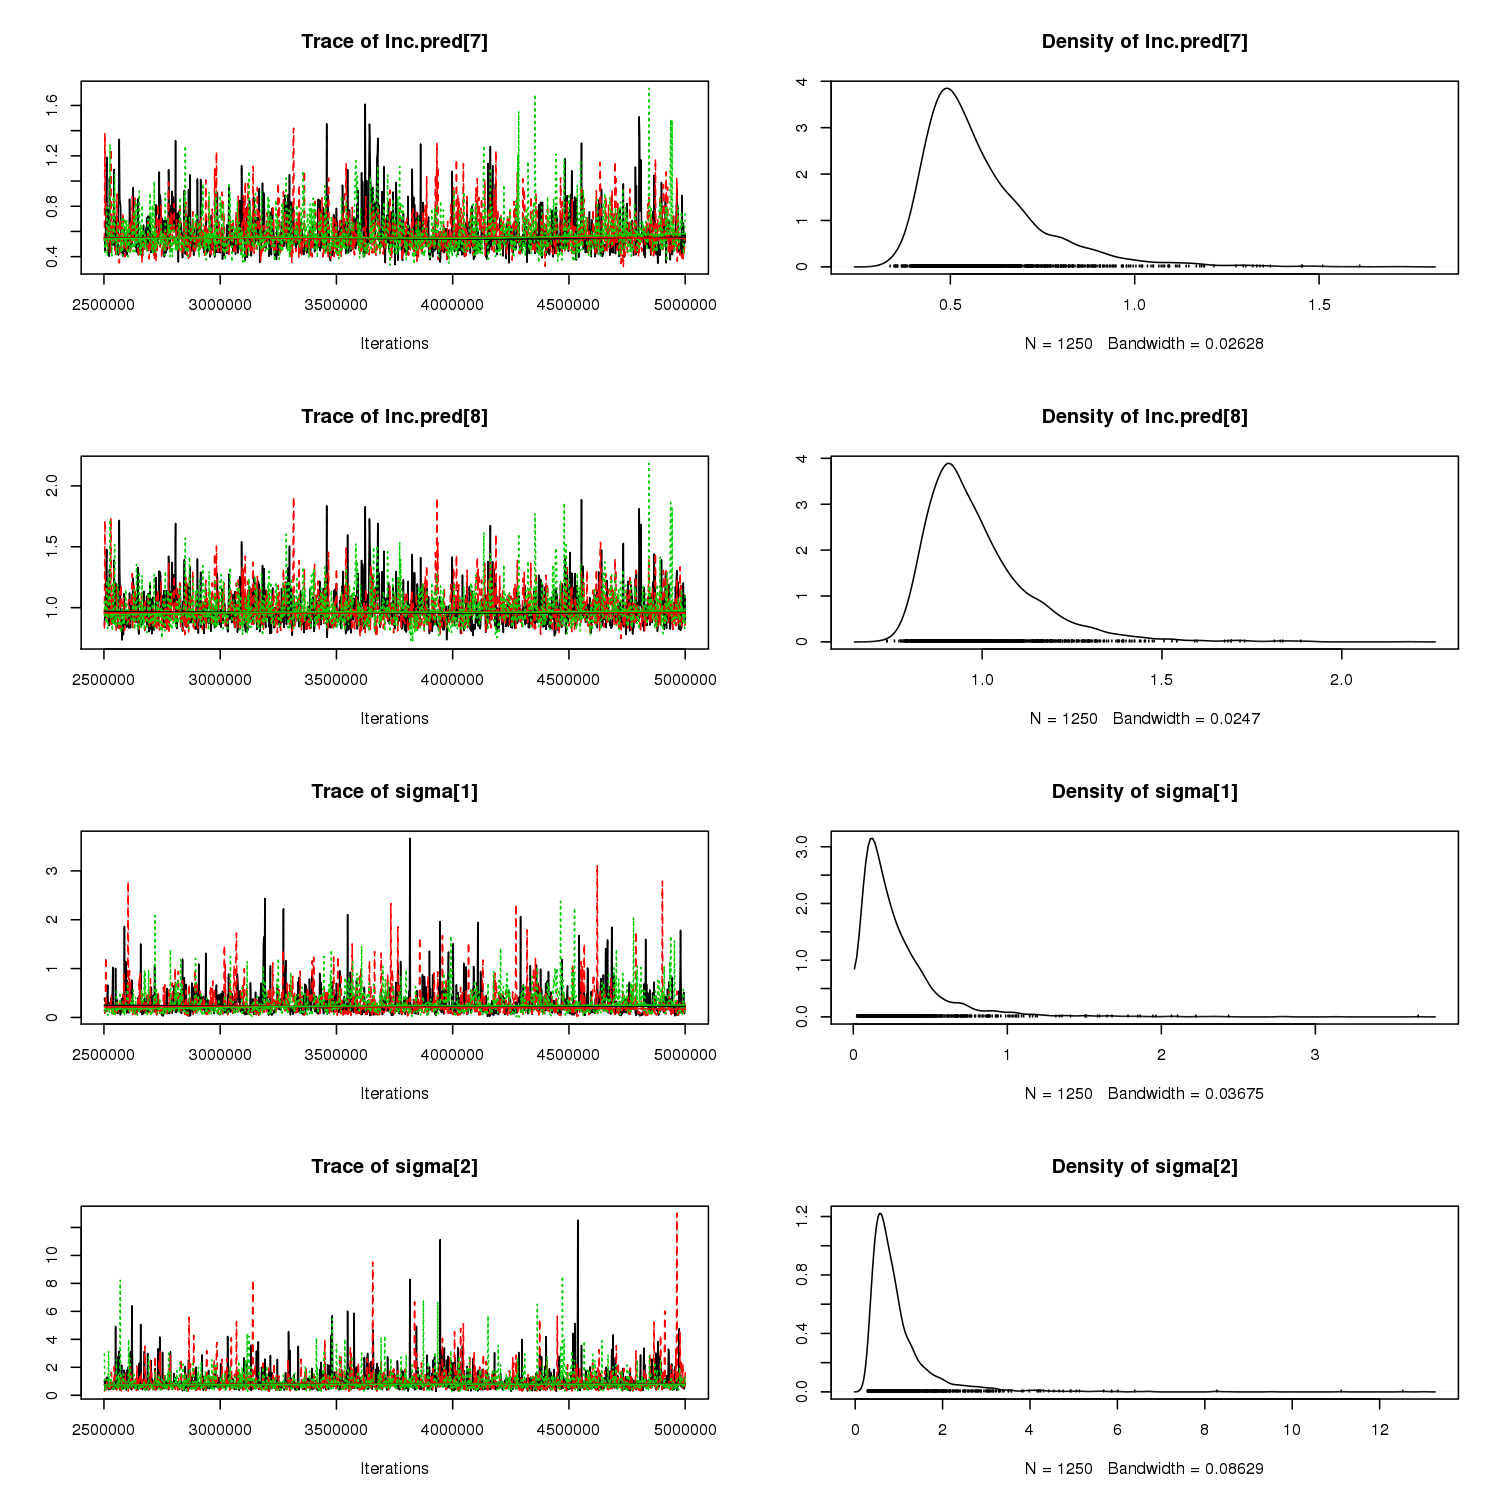 Trace of Inc.pred[7]
Density of Inc.pred[7]
0.4 0.8 1.2 1.6
0 1 2 3 4
2500000 3000000 3500000 4000000 4500000 5000000
0.5 1.0 1.5
Iterations
N = 1250 Bandwidth = 0.02628
Trace of Inc.pred[8]
Density of Inc.pred[8]
1.0 1.5 2.0
0 1 2 3 4
2500000 3000000 3500000 4000000 4500000 5000000
1.0 1.5 2.0
Iterations
N = 1250 Bandwidth = 0.0247
Trace of sigma[1]
Density of sigma[1]
0 1 2 3
0.0 1.0 2.0 3.0
2500000 3000000 3500000 4000000 4500000 5000000
0 1 2 3
Iterations
N = 1250 Bandwidth = 0.03675
Trace of sigma[2]
Density of sigma[2]
0 2 4 6 8 10
0.0 0.4 0.8 1.2
2500000 3000000 3500000 4000000 4500000 5000000
0 2 4 6 8 10 12
Iterations
N = 1250 Bandwidth = 0.08629